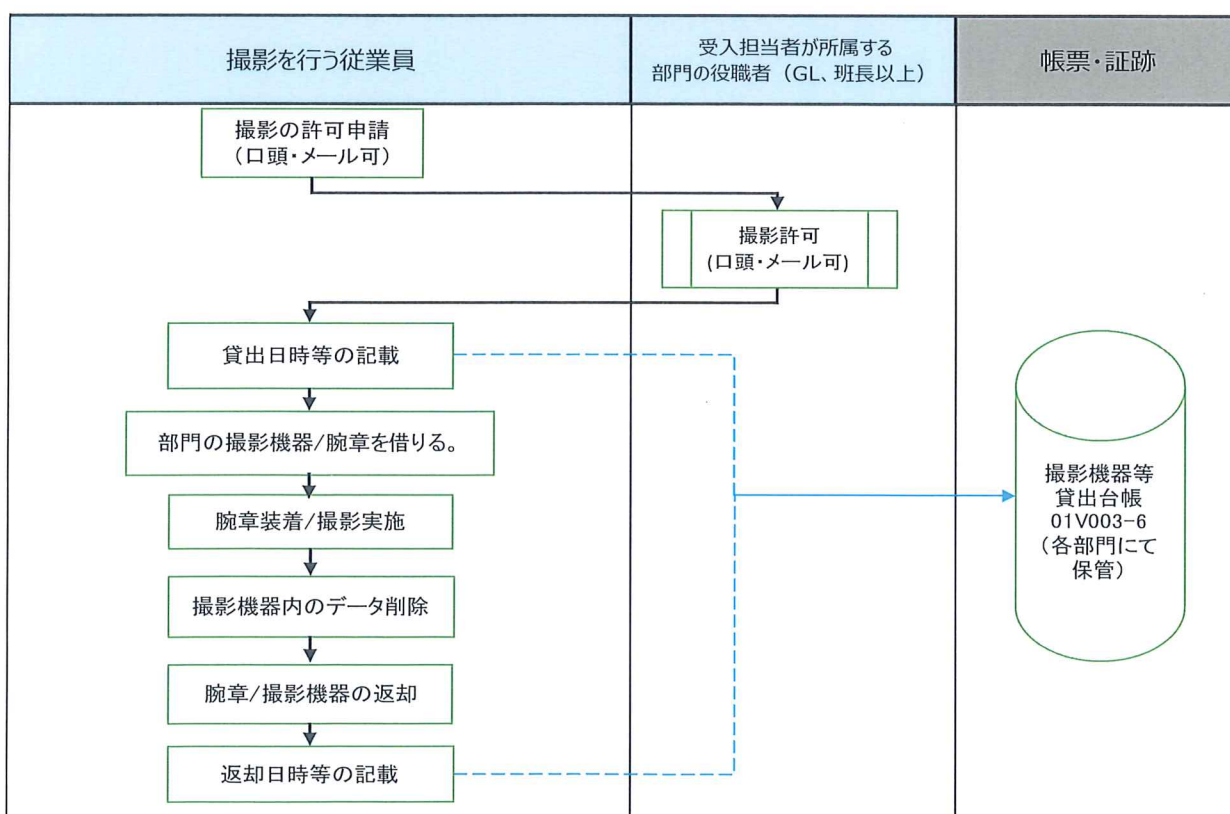 撮影を行う従業員
受入担当者が所属する
部門の役職者（GL、班長以上）
帳票・証跡
撮影の許可申請
（口頭・メール可）
撮影許可
(口頭・メール可)
貸出日時等の記載
部門の撮影機器/腕章を借りる。
腕章装着/撮影実施
撮影機器内のデータ削除
腕章/撮影機器の返却
返却日時等の記載
撮影機器等
貸出台帳
01V003-6
（各部門にて
保管）